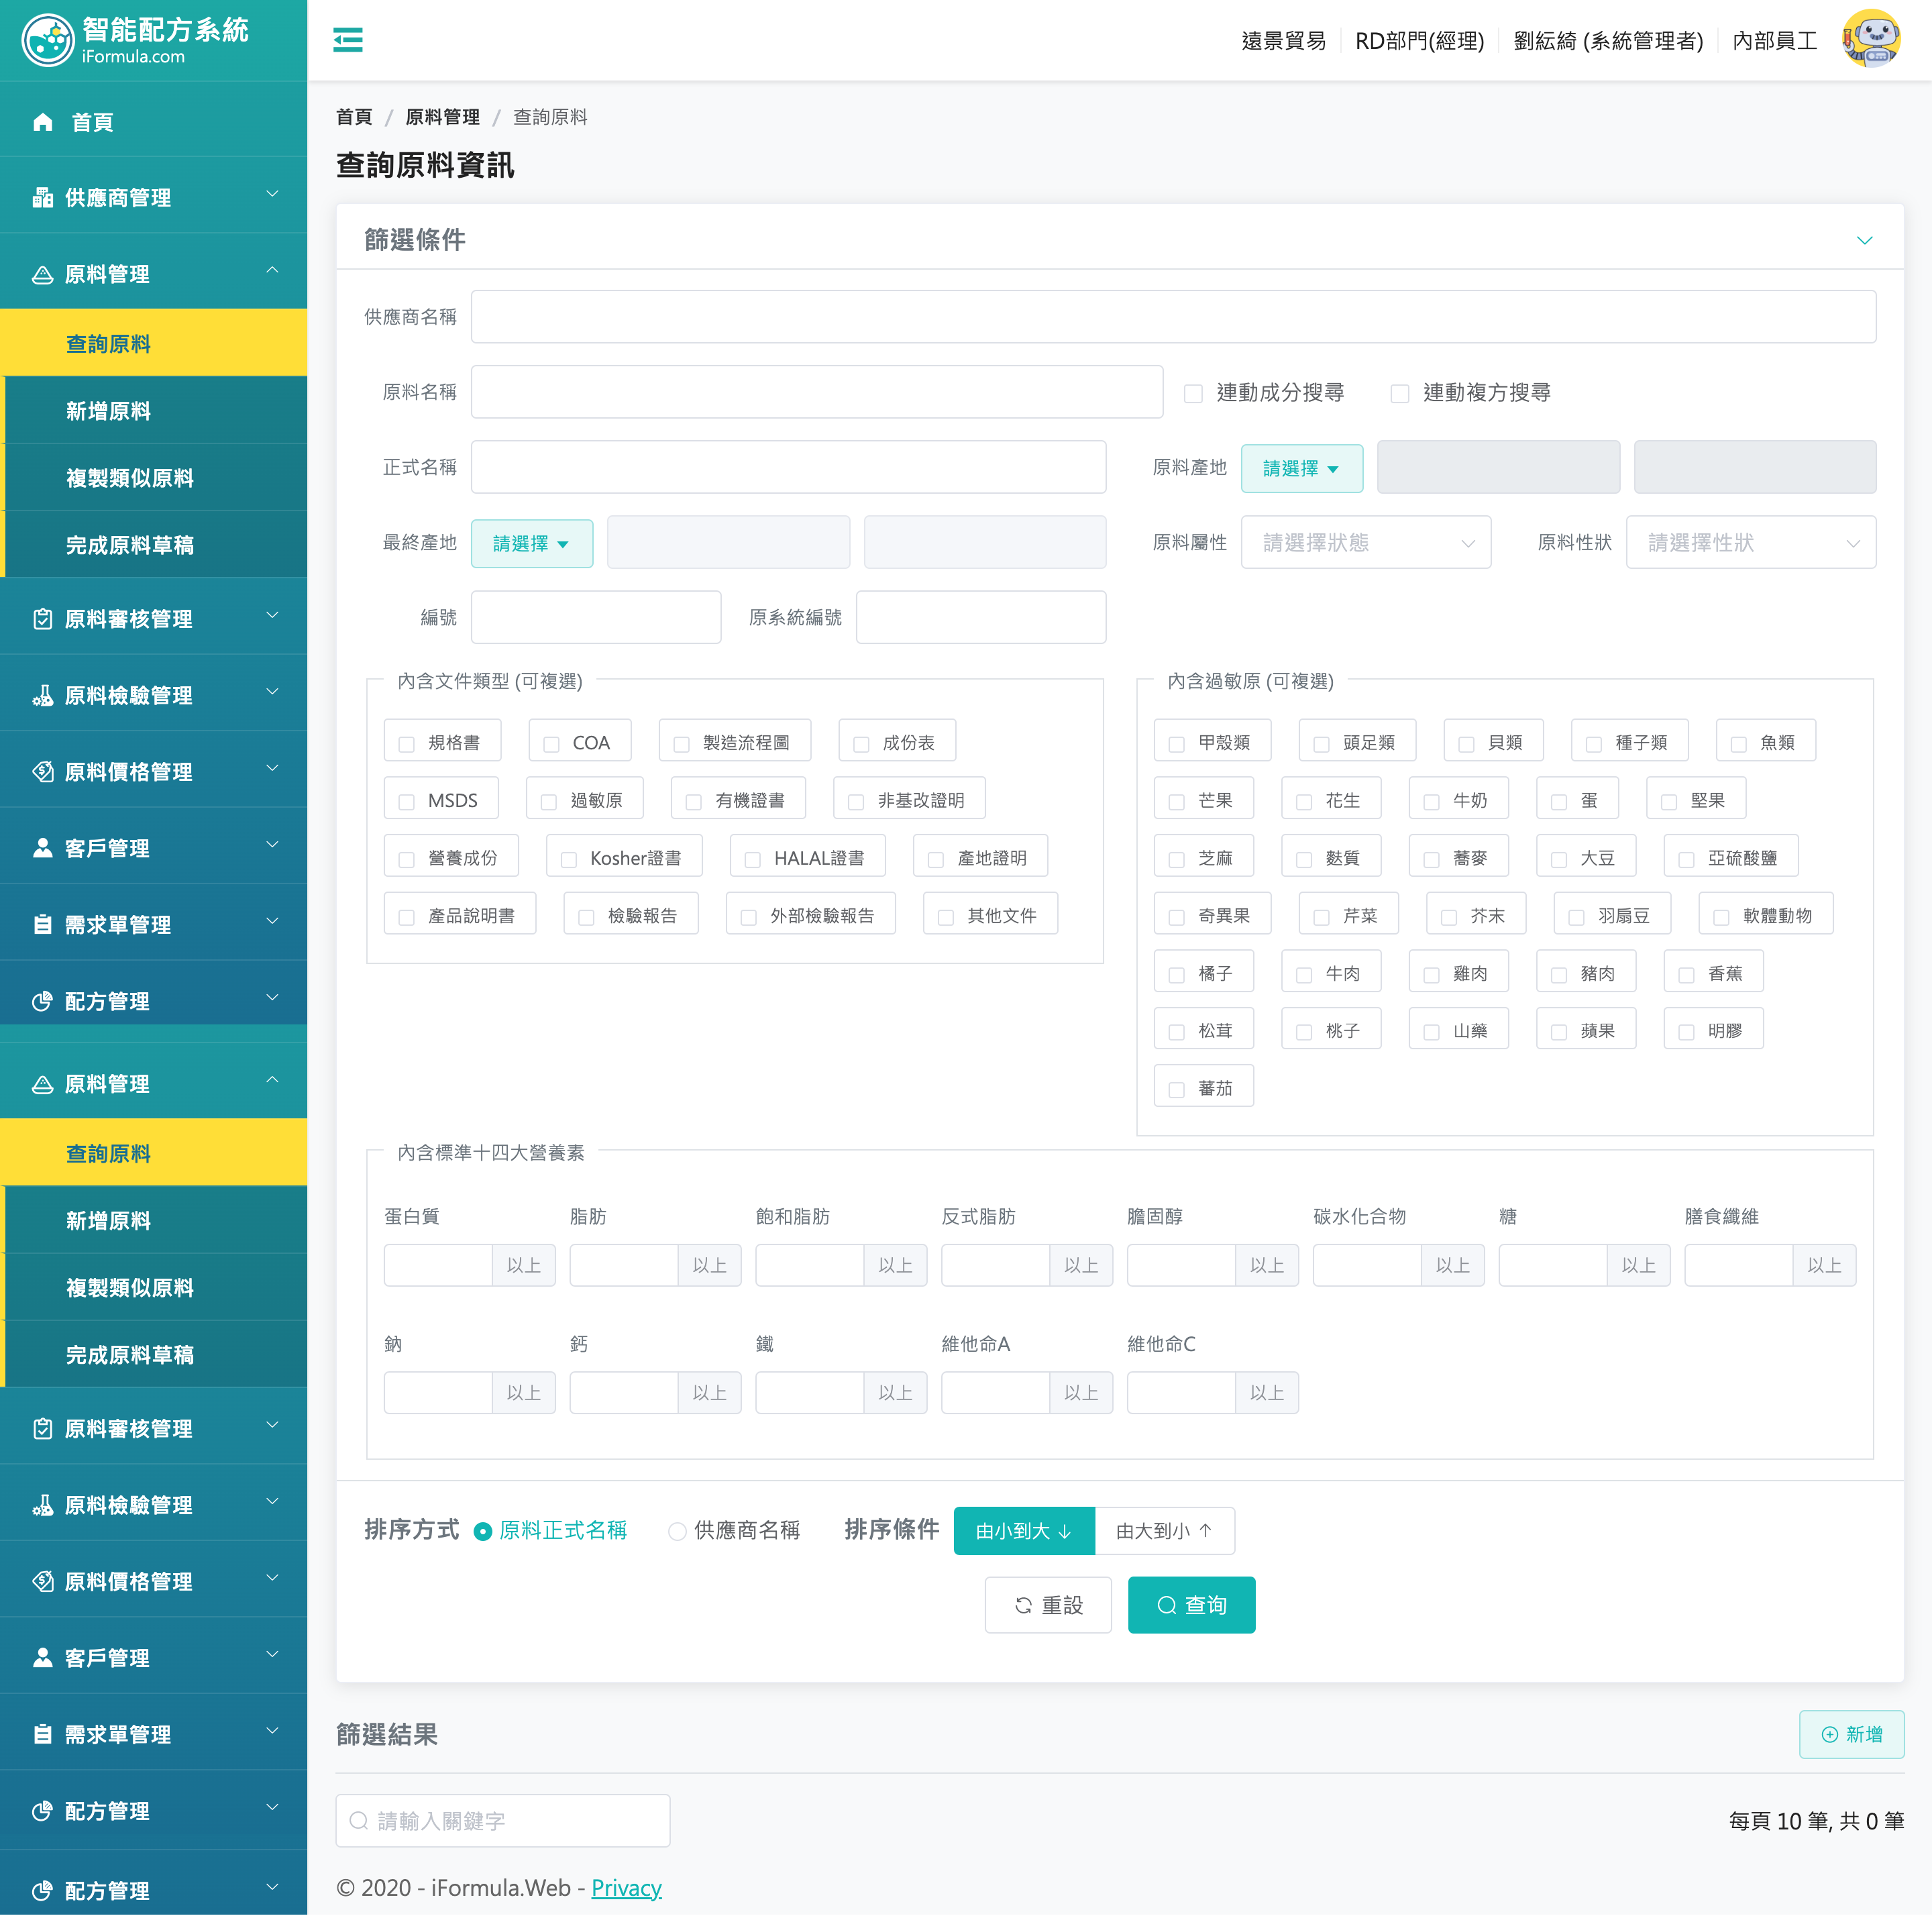 智能配方系統
iFormula.com
遠景貿易 RD部門(經理) 劉紜綺 (系統管理者) 內部員工
首頁
供應商管理
原料管理
查詢原料
新增原料
複製類似原料
完成原料草稿
原料審核管理
原料檢驗管理
原料價格管理
客戶管理
需求單管理
配方管理
原料管理
查詢原料
新增原料
複製類似原料
完成原料草稿
原料審核管理
原料檢驗管理
原料價格管理
客戶管理
需求單管理
配方管理
配方管理
首頁 / 原料管理 / 查詢原料
查詢原料資訊
篩選條件
供應商名稱
原料名稱 連動成分搜尋 連動複方搜尋
正式名稱 原料產地 請選擇
最終產地 請選擇 原料屬性 請選擇狀態 原料性狀 請選擇性狀
編號 原系統編號
內含文件類型 (可複選)
規格書 COA 製造流程圖 成份表
MSDS 過敏原 有機證書 非基改證明
營養成份 Kosher證書 HALAL證書 產地證明
產品說明書 檢驗報告 外部檢驗報告 其他文件
內含過敏原 (可複選)
甲殼類 頭足類 貝類 種子類 魚類
芒果 花生 牛奶 蛋 堅果
芝麻 麩質 蕎麥 大豆 亞硫酸鹽
奇異果 芹菜 芥末 羽扇豆 軟體動物
橘子 牛肉 雞肉 豬肉 香蕉
松茸 桃子 山藥 蘋果 明膠
蕃茄
內含標準十四大營養素
蛋白質 脂肪 飽和脂肪 反式脂肪 膽固醇 碳水化合物 糖 膳食纖維
以上 以上 以上 以上 以上 以上 以上 以上
鈉 鈣 鐵 維他命A 維他命C
以上 以上 以上 以上 以上
排序方式 原料正式名稱 供應商名稱 排序條件 由小到大 ↓ 由大到小 ↑
重設 查询
篩選結果 新增
請輸入關鍵字 每頁 10 筆, 共 0 筆
© 2020 - iFormula.Web - Privacy